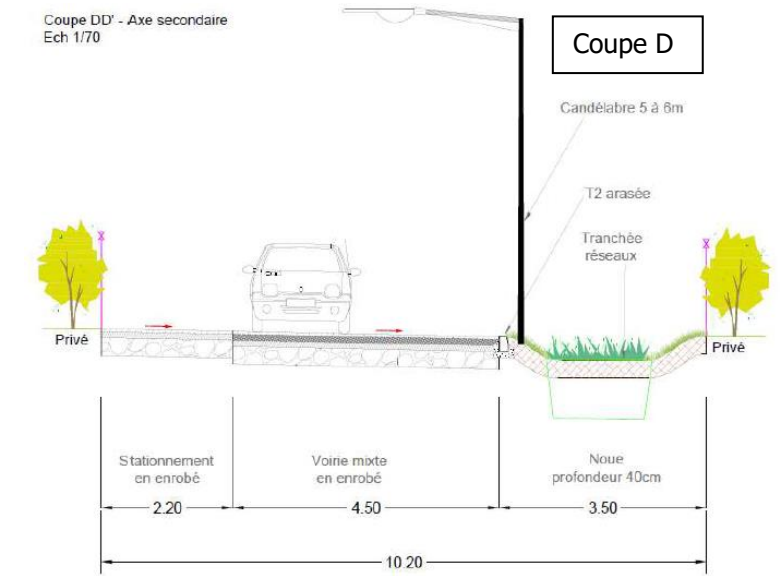 Coupe DD' - Axe secondaire
Ech 1/70
Coupe D
Candélabre 5 à 6m
T2 arasée
Tranchée
réseaux
Privé
Privé
Stationnement
en enrobé
Voirie mixte
en enrobé
Noue
profondeur 40cm
2.20
4.50
3.50
10.20